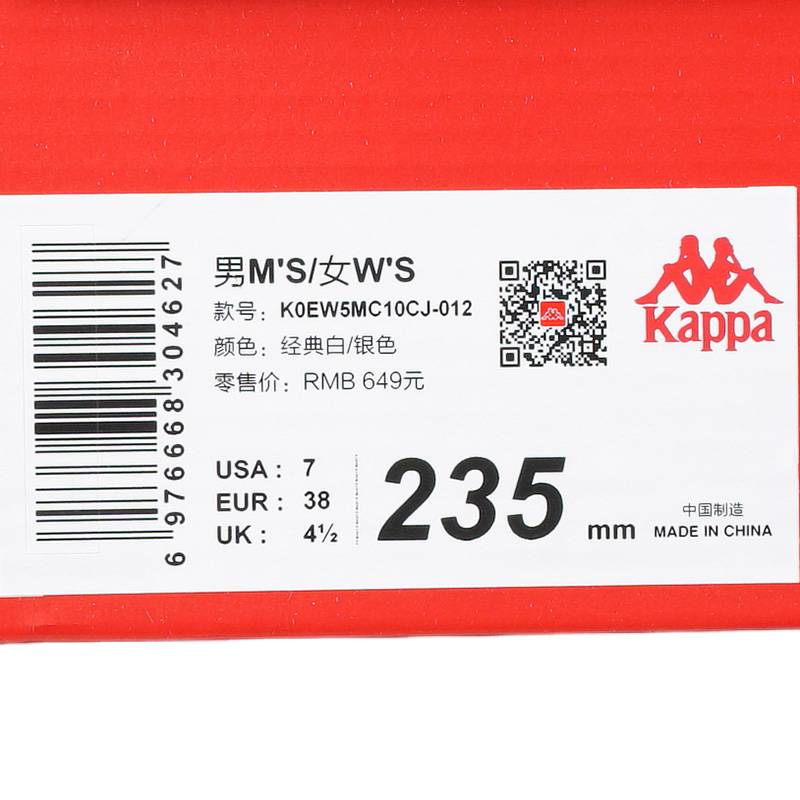 6 976668 304627
男M'S/女W'S
款号：K0EW5MC10CJ-012
颜色：经典白/银色
零售价：RMB 649元
Kappa
USA： 7
EUR： 38
UK： 4½
235 mm
中国制造
MADE IN CHINA